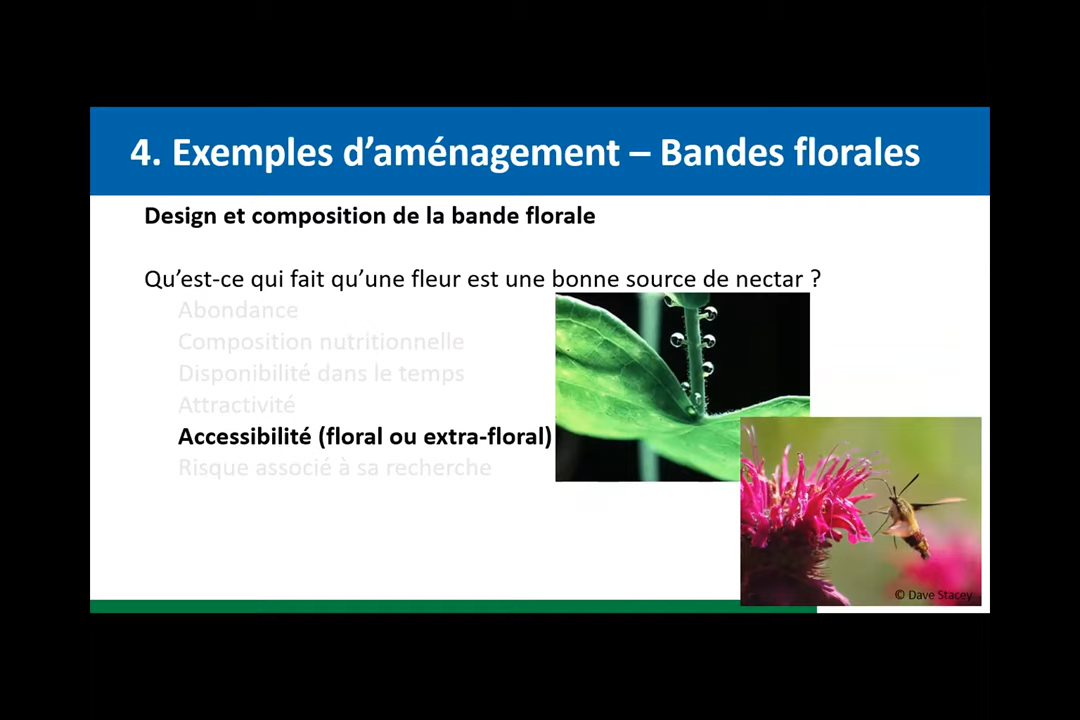 4. Exemples d’aménagement – Bandes florales
Design et composition de la bande florale
Qu’est-ce qui fait qu’une fleur est une bonne source de nectar ?
Abondance
Composition nutritionnelle
Disponibilité dans le temps
Attractivité
Accessibilité (floral ou extra-floral)
Risque associé à sa recherche
© Dave Stacey